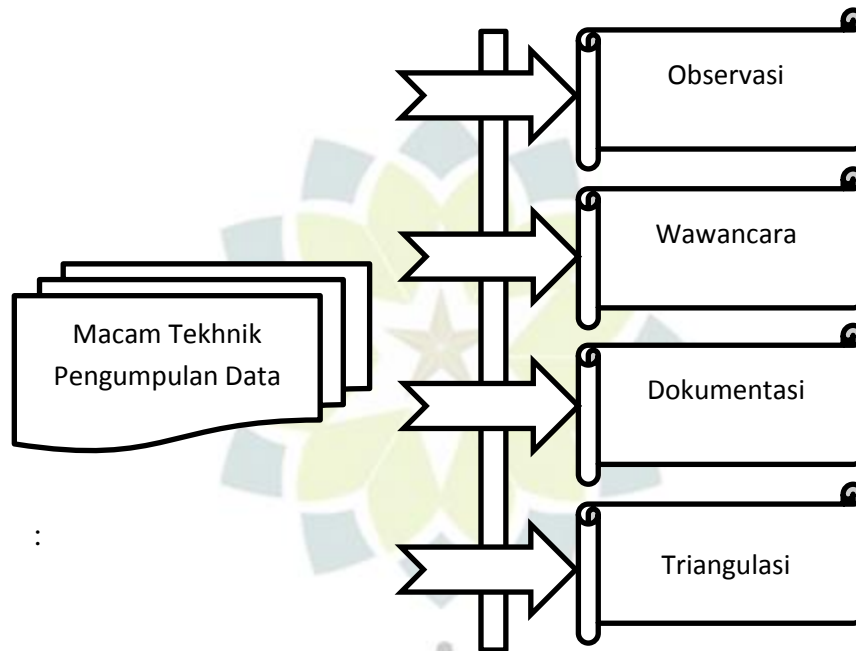 Macam Tekhnik
Pengumpulan Data
:
Observasi
Wawancara
Dokumentasi
Triangulasi